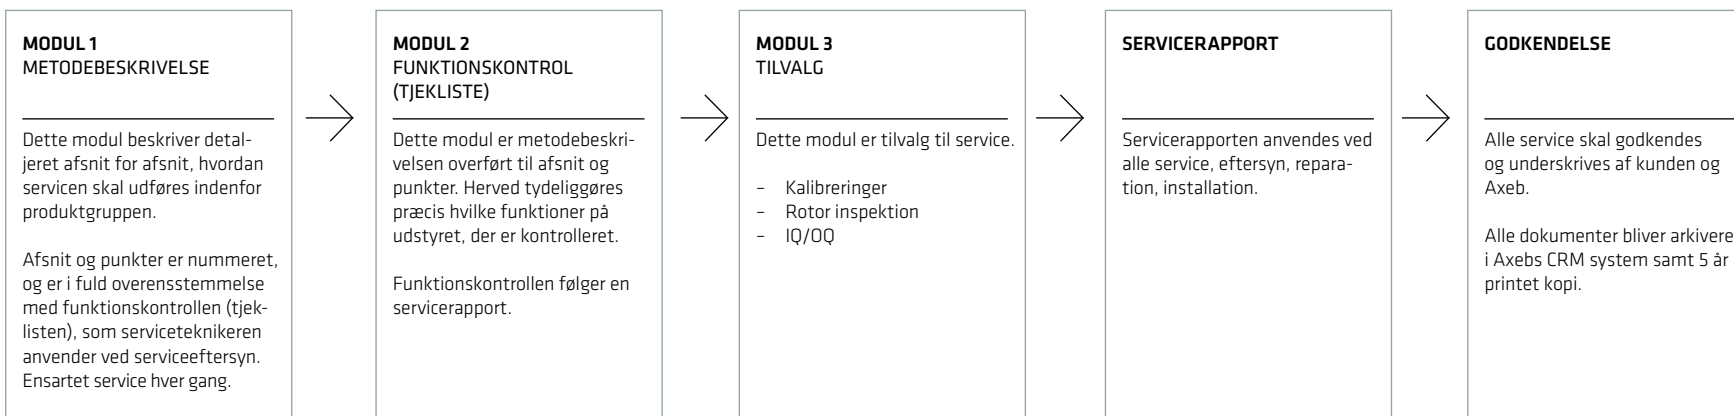 MODUL 1
METODEBESKRIVELSE
Dette modul beskriver detal-
jeret afsnit for afsnit, hvordan
servicen skal udføres indenfor
produktgruppen.
Afsnit og punkter er nummeret,
og er i fuld overensstemmelse
med funktionskontrollen (tjek-
listen), som serviceteknikeren
anvender ved serviceeftersyn.
Ensartet service hver gang.
MODUL 2
FUNKTIONSKONTROL
(TJEKLISTE)
Dette modul er metodebeskri-
velsen overført til afsnit og
punkter. Herved tydeliggøres
præcis hvilke funktioner på
udstyret, der er kontrolleret.
Funktionskontrollen følger en
servicerapport.
MODUL 3
TILVALG
Dette modul er tilvalg til service.
– Kalibreringer
– Rotor inspektion
– IQ/OQ
SERVICERAPPORT
Servicerapporten anvendes ved
alle service, eftersyn, repara-
tion, installation.
GODKENDELSE
Alle service skal godkendes
og underskrives af kunden og
Axeb.
Alle dokumenter bliver arkivere
i Axebs CRM system samt 5 år
printet kopi.